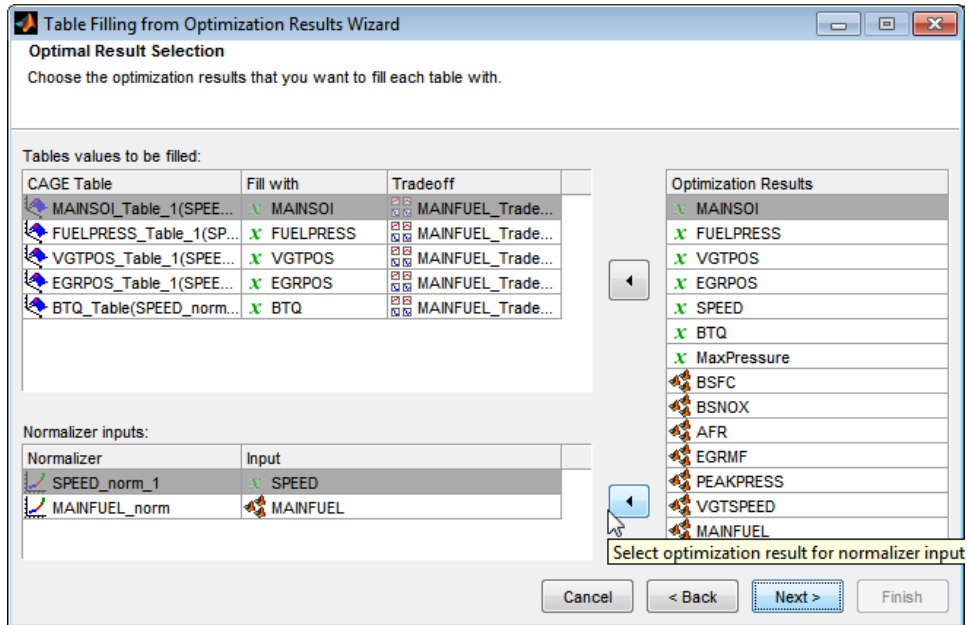 Table Filling from Optimization Results Wizard
Optimal Result Selection
Choose the optimization results that you want to fill each table with.
Tables values to be filled:
CAGE Table Fill with Tradeoff
MAINSOI_Table_1(SPEE... x MAINSOI MAINFUEL_Trade...
FUELPRESS_Table_1(SP... x FUELPRESS MAINFUEL_Trade...
VGTPOS_Table_1(SPEE... x VGTPOS MAINFUEL_Trade...
EGRPOS_Table_1(SPEE... x EGRPOS MAINFUEL_Trade...
BTQ_Table(SPEED_norm... x BTQ MAINFUEL_Trade...
Normalizer inputs:
Normalizer Input
SPEED_norm_1 x SPEED
MAINFUEL_norm MAINFUEL
Optimization Results
x MAINSOI
x FUELPRESS
x VGTPOS
x EGRPOS
x SPEED
x BTQ
x MaxPressure
BSFC
BSNOX
AFR
EGRMF
PEAKPRESS
VGTSPEED
MAINFUEL
Select optimization result for normalizer input
Cancel < Back Next > Finish